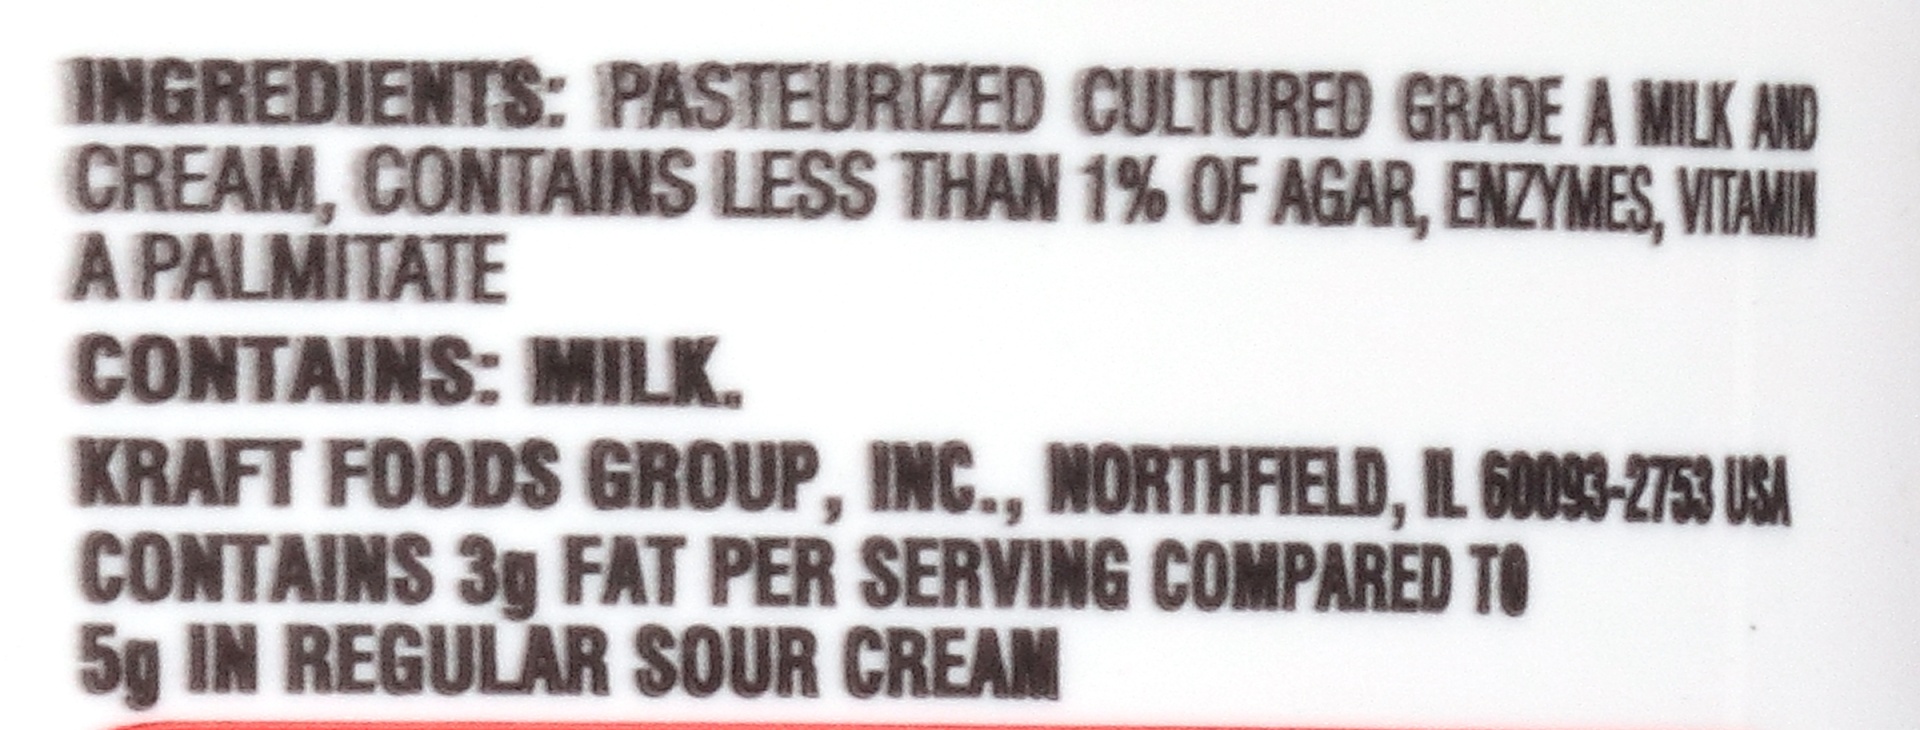 INGREDIENTS: PASTEURIZED CULTURED GRADE A MILK AND
CREAM, CONTAINS LESS THAN 1% OF AGAR, ENZYMES, VITAMIN
A PALMITATE
CONTAINS: MILK.
KRAFT FOODS GROUP, INC., NORTHFIELD, IL 60093-2753 USA
CONTAINS 3g FAT PER SERVING COMPARED TO
5g IN REGULAR SOUR CREAM